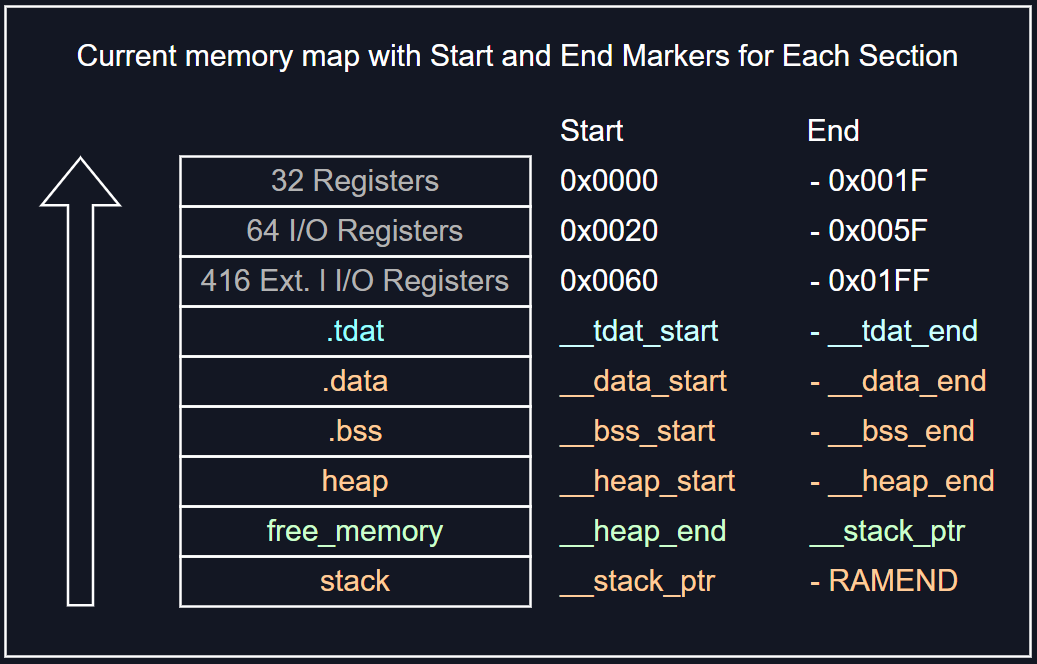 Current memory map with Start and End Markers for Each Section
Start End
32 Registers 0x0000 - 0x001F
64 I/O Registers 0x0020 - 0x005F
416 Ext. I I/O Registers 0x0060 - 0x01FF
.tdat __tdat_start - __tdat_end
.data __data_start - __data_end
.bss __bss_start - __bss_end
heap __heap_start - __heap_end
free_memory __heap_end __stack_ptr
stack __stack_ptr - RAMEND